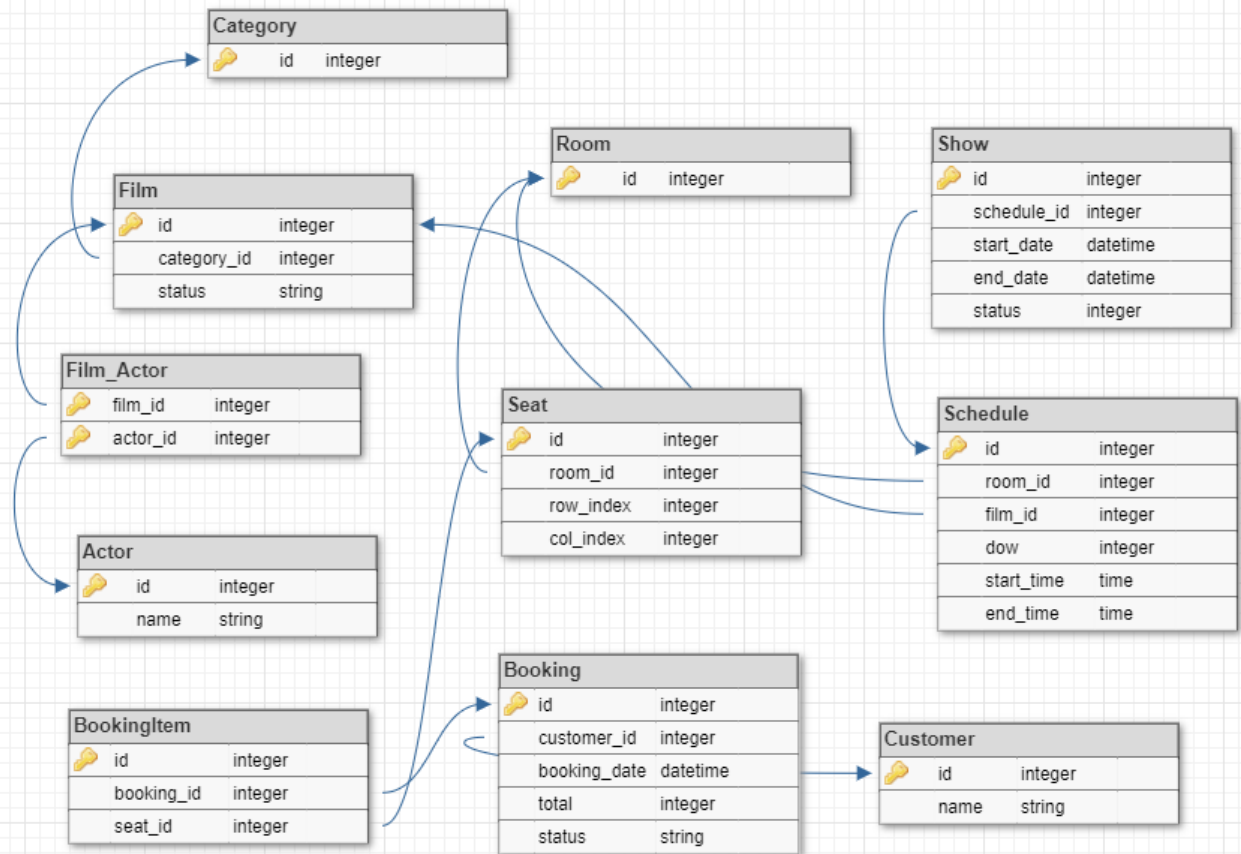 Category
id integer
Film
id integer
category_id integer
status string
Film_Actor
film_id integer
actor_id integer
Actor
id integer
name string
BookingItem
id integer
booking_id integer
seat_id integer
Room
id integer
Seat
id integer
room_id integer
row_index integer
col_index integer
Booking
id integer
customer_id integer
booking_date datetime
total integer
status string
Show
id integer
schedule_id integer
start_date datetime
end_date datetime
status integer
Schedule
id integer
room_id integer
film_id integer
dow integer
start_time time
end_time time
Customer
id integer
name string